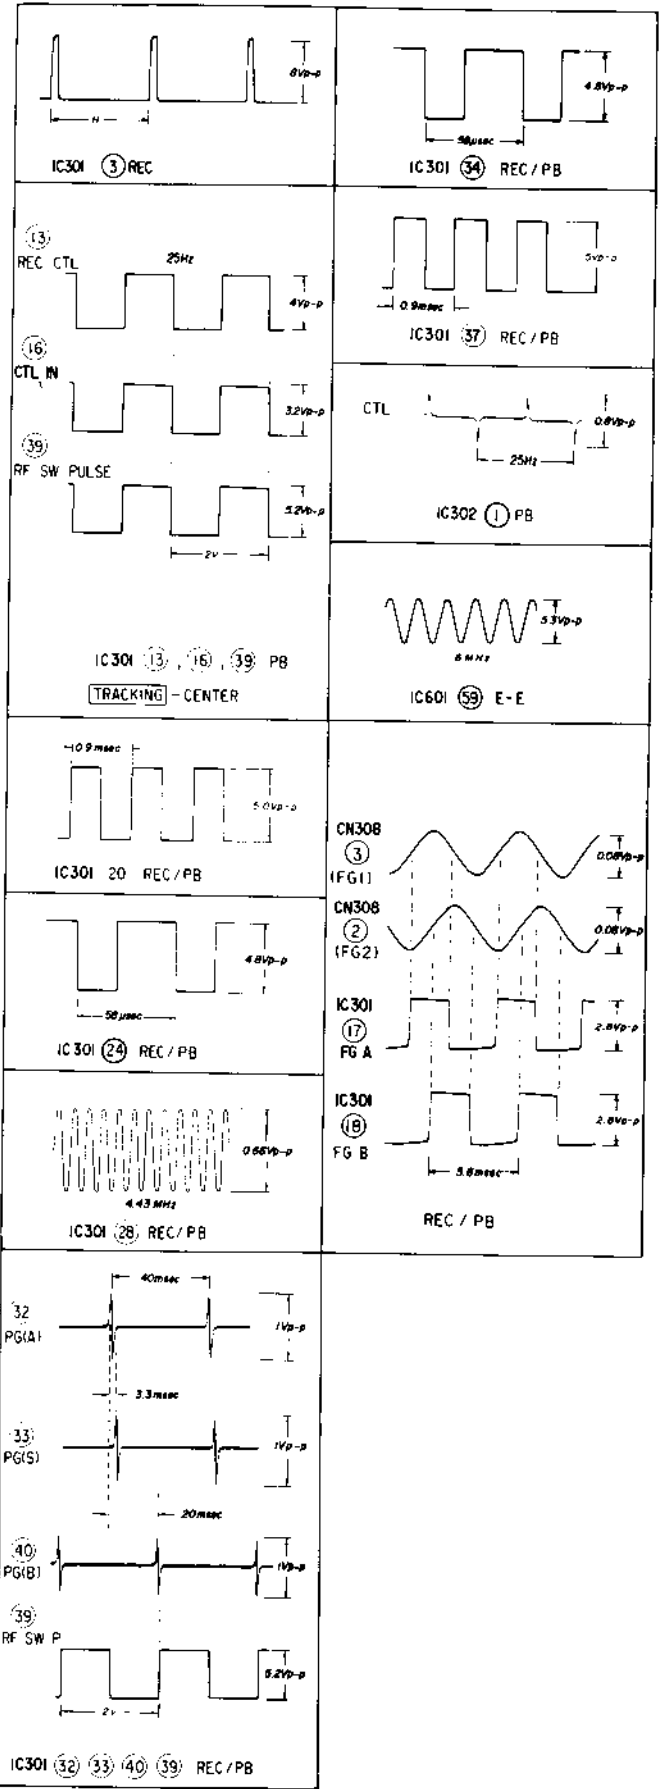 8Vp-p
H
IC301 ③ REC
⑬
REC CTL
25Hz
4Vp-p
⑯
CTL IN
3.2Vp-p
㊴
RF SW PULSE
5.2Vp-p
2V
IC301 ⑬ , ⑯ , ㊴ PB
TRACKING - CENTER
0.9msec
5.0Vp-p
IC301 20 REC/PB
4.8Vp-p
58µsec
IC301 ㉔ REC/PB
0.66Vp-p
4.43MHz
IC301 ㉘ REC/PB
40msec
32
PG(A)
1Vp-p
3.3msec
㉝
PG(S)
1Vp-p
20msec
㊵
PG(B)
1Vp-p
㊴
RF SW P
5.2Vp-p
2V
IC301 ㉜ ㉝ ㊵ ㊴ REC/PB
4.8Vp-p
58µsec
IC301 ㉞ REC/PB
5Vp-p
0.9msec
IC301 ㊲ REC/PB
CTL
0.8Vp-p
25Hz
IC302 ① PB
5.3Vp-p
6MHz
IC601 59 E-E
CN308
③
(FG1)
0.08Vp-p
CN308
②
(FG2)
0.08Vp-p
IC301
⑰
FG A
2.8Vp-p
IC301
⑱
FG B
2.8Vp-p
5.6msec
REC / PB